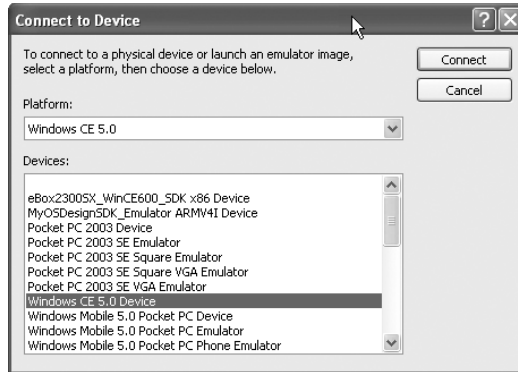 Connect to Device
To connect to a physical device or launch an emulator image,
select a platform, then choose a device below.
Connect
Cancel
Platform:
Windows CE 5.0
Devices:
eBox2300SX_WinCE600_SDK x86 Device
MyOSDesignSDK_Emulator ARMV4I Device
Pocket PC 2003 Device
Pocket PC 2003 SE Emulator
Pocket PC 2003 SE Square Emulator
Pocket PC 2003 SE Square VGA Emulator
Pocket PC 2003 SE VGA Emulator
Windows CE 5.0 Device
Windows Mobile 5.0 Pocket PC Device
Windows Mobile 5.0 Pocket PC Emulator
Windows Mobile 5.0 Pocket PC Phone Emulator